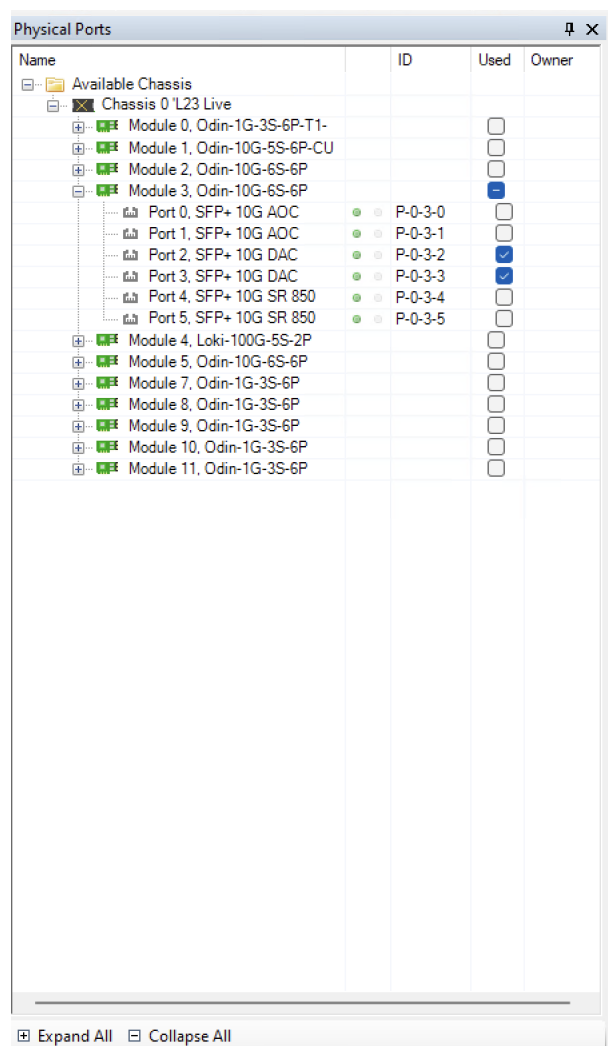 Physical Ports
Name ID Used Owner
Available Chassis
Chassis 0 'L23 Live
Module 0, Odin-1G-3S-6P-T1-
Module 1, Odin-10G-5S-6P-CU
Module 2, Odin-10G-6S-6P
Module 3, Odin-10G-6S-6P
Port 0, SFP+ 10G AOC P-0-3-0
Port 1, SFP+ 10G AOC P-0-3-1
Port 2, SFP+ 10G DAC P-0-3-2
Port 3, SFP+ 10G DAC P-0-3-3
Port 4, SFP+ 10G SR 850 P-0-3-4
Port 5, SFP+ 10G SR 850 P-0-3-5
Module 4, Loki-100G-5S-2P
Module 5, Odin-10G-6S-6P
Module 7, Odin-1G-3S-6P
Module 8, Odin-1G-3S-6P
Module 9, Odin-1G-3S-6P
Module 10, Odin-1G-3S-6P
Module 11, Odin-1G-3S-6P
Expand All Collapse All